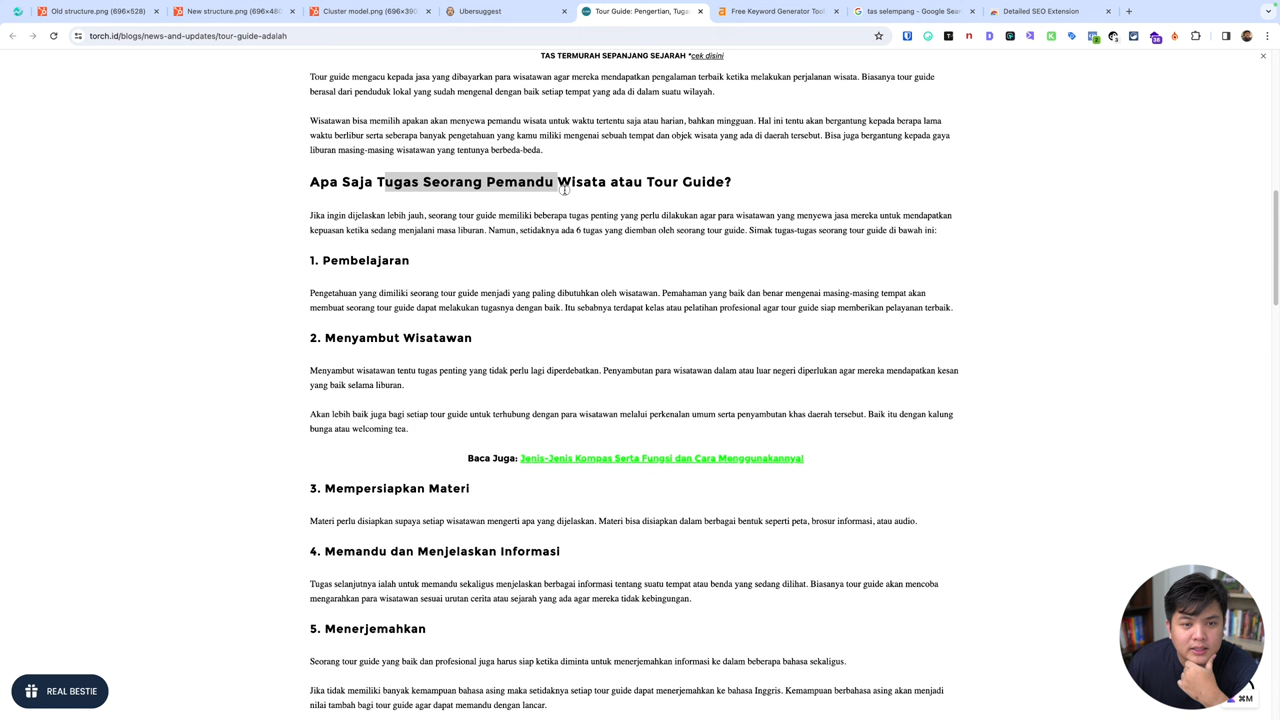 Old structure.png (696×528)
New structure.png (696×480
Cluster model.png (696×390
Ubersuggest
Tour Guide: Pengertian, Tuga
Free Keyword Generator Tool
tas selempang - Google Sear
Detailed SEO Extension
torch.id/blogs/news-and-updates/tour-guide-adalah
TAS TERMURAH SEPANJANG SEJARAH *cek disini
Tour guide mengacu kepada jasa yang dibayarkan para wisatawan agar mereka mendapatkan pengalaman terbaik ketika melakukan perjalanan wisata. Biasanya tour guide
berasal dari penduduk lokal yang sudah mengenal dengan baik setiap tempat yang ada di dalam suatu wilayah.
Wisatawan bisa memilih apakan akan menyewa pemandu wisata untuk waktu tertentu saja atau harian, bahkan mingguan. Hal ini tentu akan bergantung kepada berapa lama
waktu berlibur serta seberapa banyak pengetahuan yang kamu miliki mengenai sebuah tempat dan objek wisata yang ada di daerah tersebut. Bisa juga bergantung kepada gaya
liburan masing-masing wisatawan yang tentunya berbeda-beda.
Apa Saja Tugas Seorang Pemandu Wisata atau Tour Guide?
Jika ingin dijelaskan lebih jauh, seorang tour guide memiliki beberapa tugas penting yang perlu dilakukan agar para wisatawan yang menyewa jasa mereka untuk mendapatkan
kepuasan ketika sedang menjalani masa liburan. Namun, setidaknya ada 6 tugas yang diemban oleh seorang tour guide. Simak tugas-tugas seorang tour guide di bawah ini:
1. Pembelajaran
Pengetahuan yang dimiliki seorang tour guide menjadi yang paling dibutuhkan oleh wisatawan. Pemahaman yang baik dan benar mengenai masing-masing tempat akan
membuat seorang tour guide dapat melakukan tugasnya dengan baik. Itu sebabnya terdapat kelas atau pelatihan profesional agar tour guide siap memberikan pelayanan terbaik.
2. Menyambut Wisatawan
Menyambut wisatawan tentu tugas penting yang tidak perlu lagi diperdebatkan. Penyambutan para wisatawan dalam atau luar negeri diperlukan agar mereka mendapatkan kesan
yang baik selama liburan.
Akan lebih baik juga bagi setiap tour guide untuk terhubung dengan para wisatawan melalui perkenalan umum serta penyambutan khas daerah tersebut. Baik itu dengan kalung
bunga atau welcoming tea.
Baca Juga: Jenis-Jenis Kompas Serta Fungsi dan Cara Menggunakannya!
3. Mempersiapkan Materi
Materi perlu disiapkan supaya setiap wisatawan mengerti apa yang dijelaskan. Materi bisa disiapkan dalam berbagai bentuk seperti peta, brosur informasi, atau audio.
4. Memandu dan Menjelaskan Informasi
Tugas selanjutnya ialah untuk memandu sekaligus menjelaskan berbagai informasi tentang suatu tempat atau benda yang sedang dilihat. Biasanya tour guide akan mencoba
mengarahkan para wisatawan sesuai urutan cerita atau sejarah yang ada agar mereka tidak kebingungan.
5. Menerjemahkan
Seorang tour guide yang baik dan profesional juga harus siap ketika diminta untuk menerjemahkan informasi ke dalam beberapa bahasa sekaligus.
Jika tidak memiliki banyak kemampuan bahasa asing maka setidaknya setiap tour guide dapat menerjemahkan ke bahasa Inggris. Kemampuan berbahasa asing akan menjadi
nilai tambah bagi tour guide agar dapat memandu dengan lancar.
REAL BESTIE
⌘M